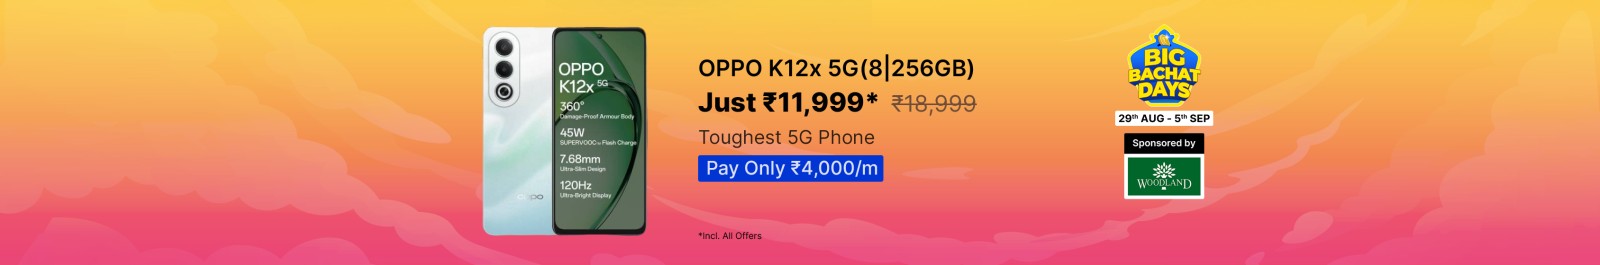 OPPO
K12x 5G
360°
Damage-Proof Armour Body
45W
SUPERVOOC™ Flash Charge
7.68mm
Ultra-Slim Design
120Hz
Ultra-Bright Display
OPPO K12x 5G(8|256GB)
Just ₹11,999* ₹18,999
Toughest 5G Phone
Pay Only ₹4,000/m
*Incl. All Offers
BIG
BACHAT
DAYS
29th AUG - 5th SEP
Sponsored by
WOODLAND